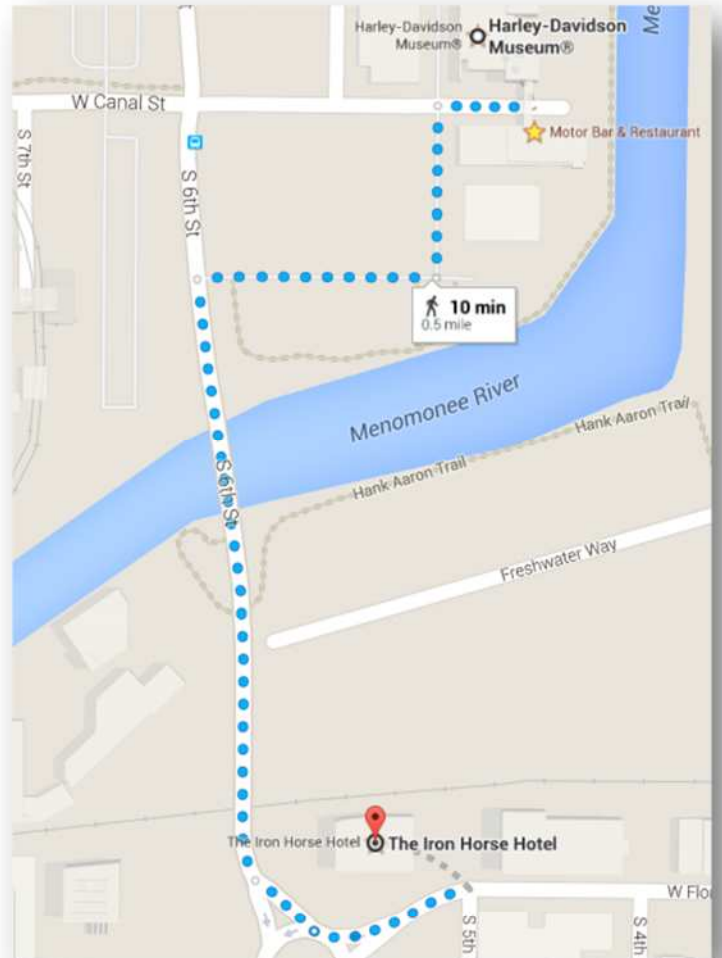 Harley-Davidson
Museum®
Harley-Davidson
Museum®
W Canal St
Motor Bar & Restaurant
S 7th St
S 6th St
10 min
0.5 mile
Menomonee River
Hank Aaron Trail
Hank Aaron Trail
S 6th St
Freshwater Way
The Iron Horse Hotel
The Iron Horse Hotel
W Flo
S 5th
S 4th